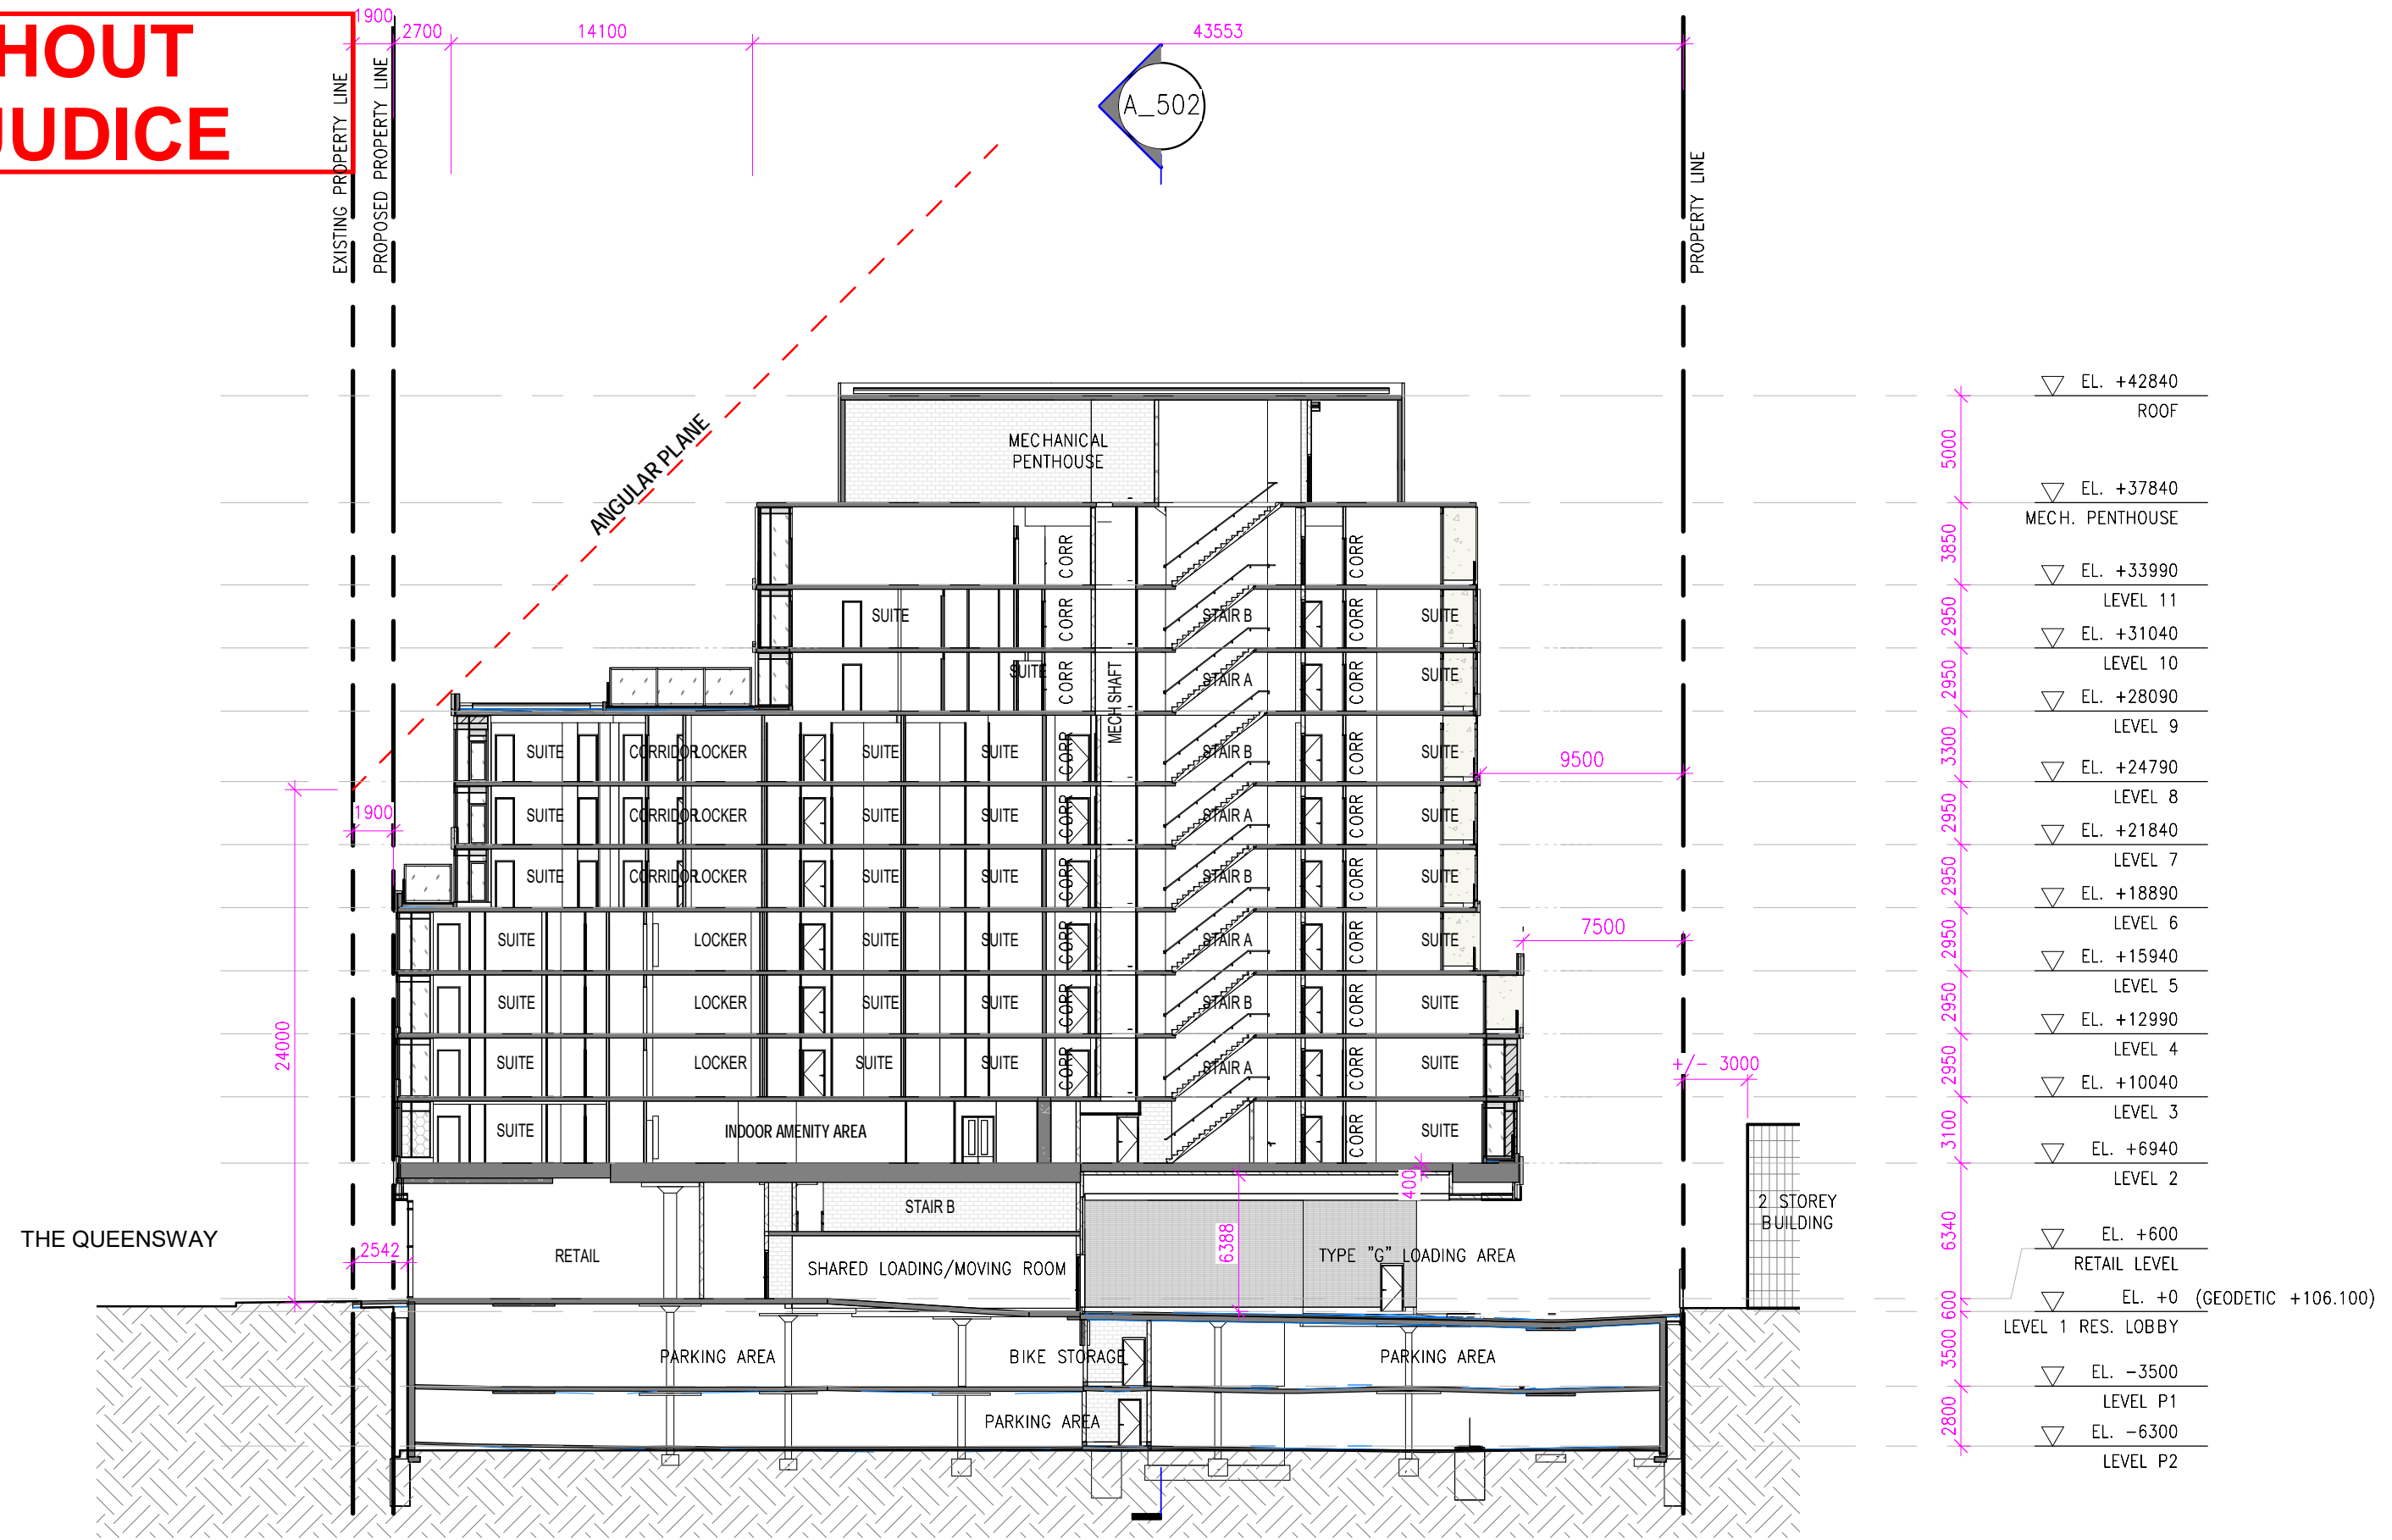 HOUT
UDICE
1900
2700
14100
43553
EXISTING PROPERTY LINE
PROPOSED PROPERTY LINE
PROPERTY LINE
A_502
ANGULAR PLANE
MECHANICAL
PENTHOUSE
CORR
CORR
SUITE
CORR
STAIR B
CORR
SUITE
SUITE
CORR
MECH SHAFT
STAIR A
CORR
SUITE
SUITE
CORRIDOR
LOCKER
SUITE
SUITE
CORR
STAIR B
CORR
SUITE
SUITE
CORRIDOR
LOCKER
SUITE
SUITE
CORR
STAIR A
CORR
SUITE
SUITE
CORRIDOR
LOCKER
SUITE
SUITE
CORR
STAIR B
CORR
SUITE
SUITE
LOCKER
SUITE
SUITE
CORR
STAIR A
CORR
SUITE
SUITE
LOCKER
SUITE
SUITE
CORR
STAIR B
CORR
SUITE
SUITE
LOCKER
SUITE
SUITE
CORR
STAIR A
CORR
SUITE
SUITE
INDOOR AMENITY AREA
CORR
SUITE
STAIR B
RETAIL
SHARED LOADING/MOVING ROOM
TYPE "G" LOADING AREA
PARKING AREA
BIKE STORAGE
PARKING AREA
PARKING AREA
THE QUEENSWAY
2 STOREY
BUILDING
1900
24000
2542
6388
400
9500
7500
+/- 3000
5000
3850
2950
2950
3300
2950
2950
2950
2950
2950
3100
6340
600
3500
2800
EL. +42840
ROOF
EL. +37840
MECH. PENTHOUSE
EL. +33990
LEVEL 11
EL. +31040
LEVEL 10
EL. +28090
LEVEL 9
EL. +24790
LEVEL 8
EL. +21840
LEVEL 7
EL. +18890
LEVEL 6
EL. +15940
LEVEL 5
EL. +12990
LEVEL 4
EL. +10040
LEVEL 3
EL. +6940
LEVEL 2
EL. +600
RETAIL LEVEL
EL. +0 (GEODETIC +106.100)
LEVEL 1 RES. LOBBY
EL. -3500
LEVEL P1
EL. -6300
LEVEL P2